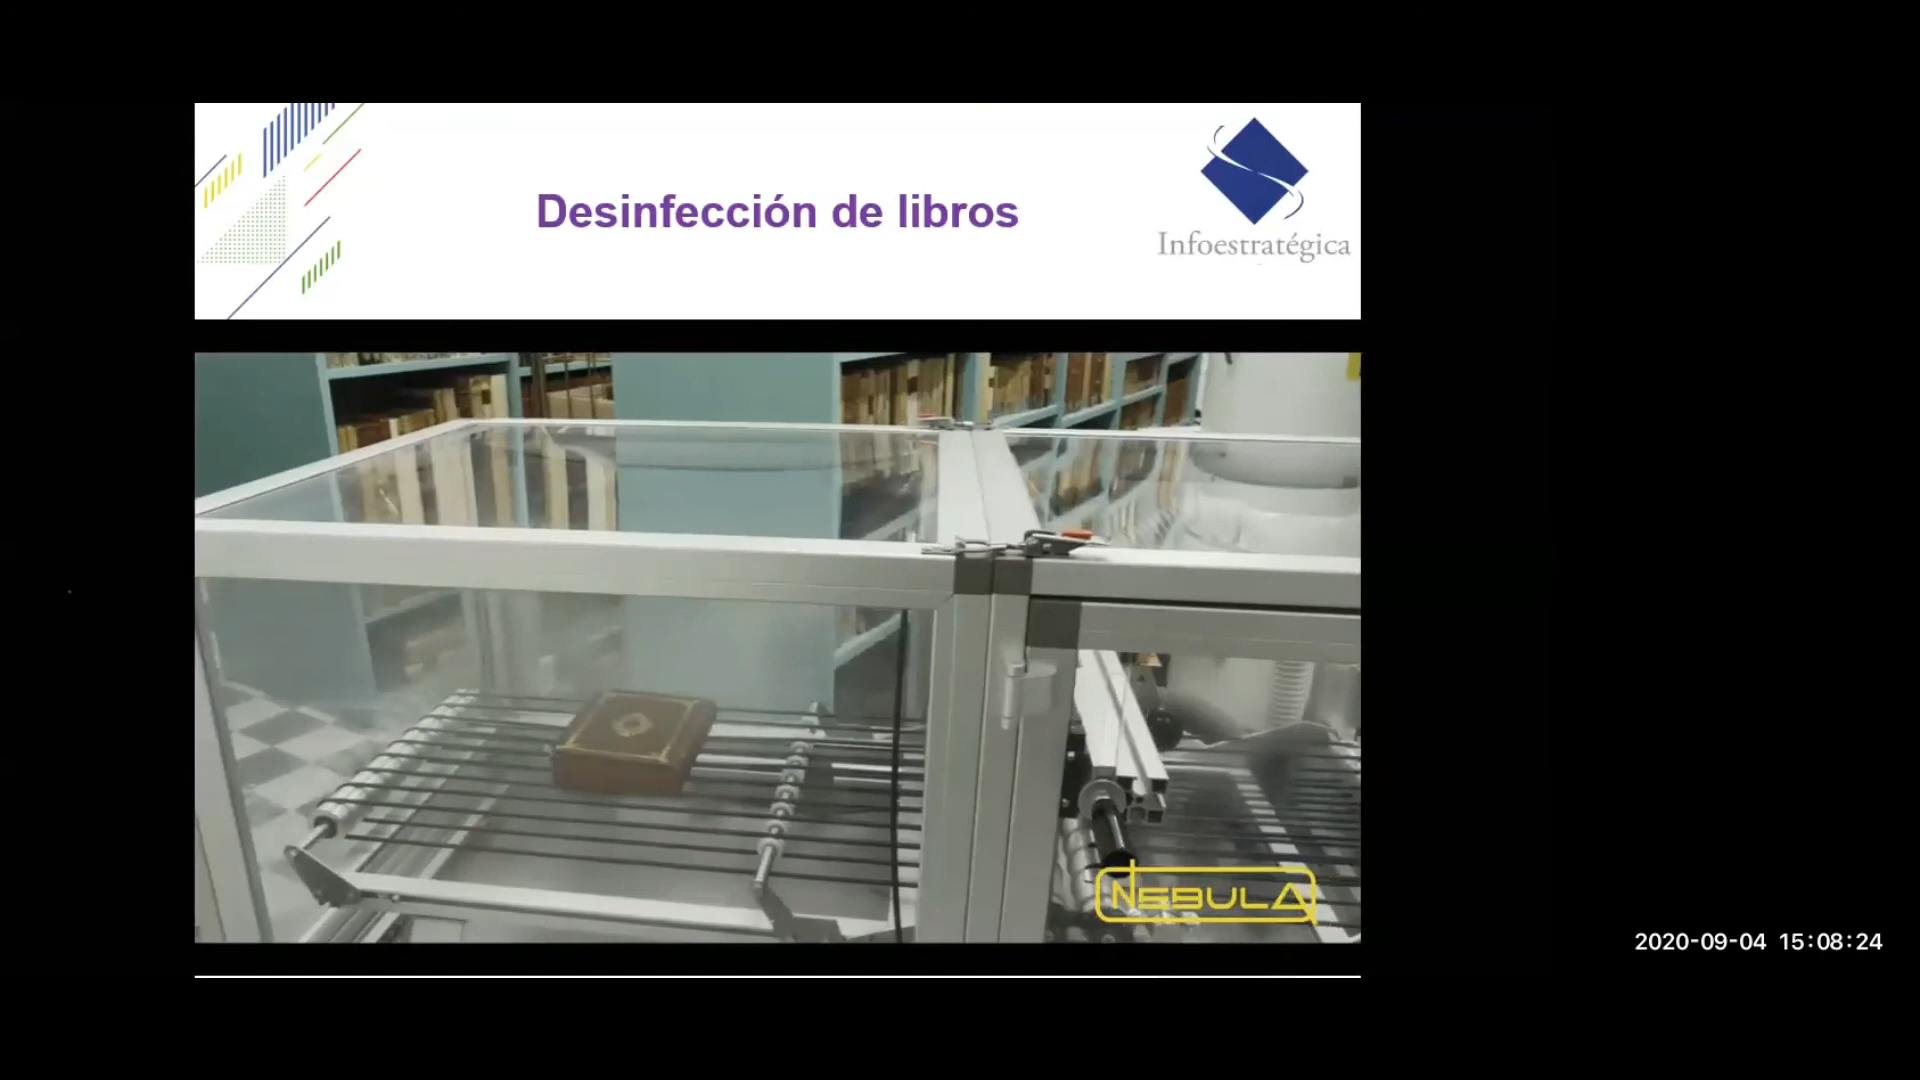 Desinfección de libros
Infoestratégica
NEBULA
2020-09-04 15:08:24